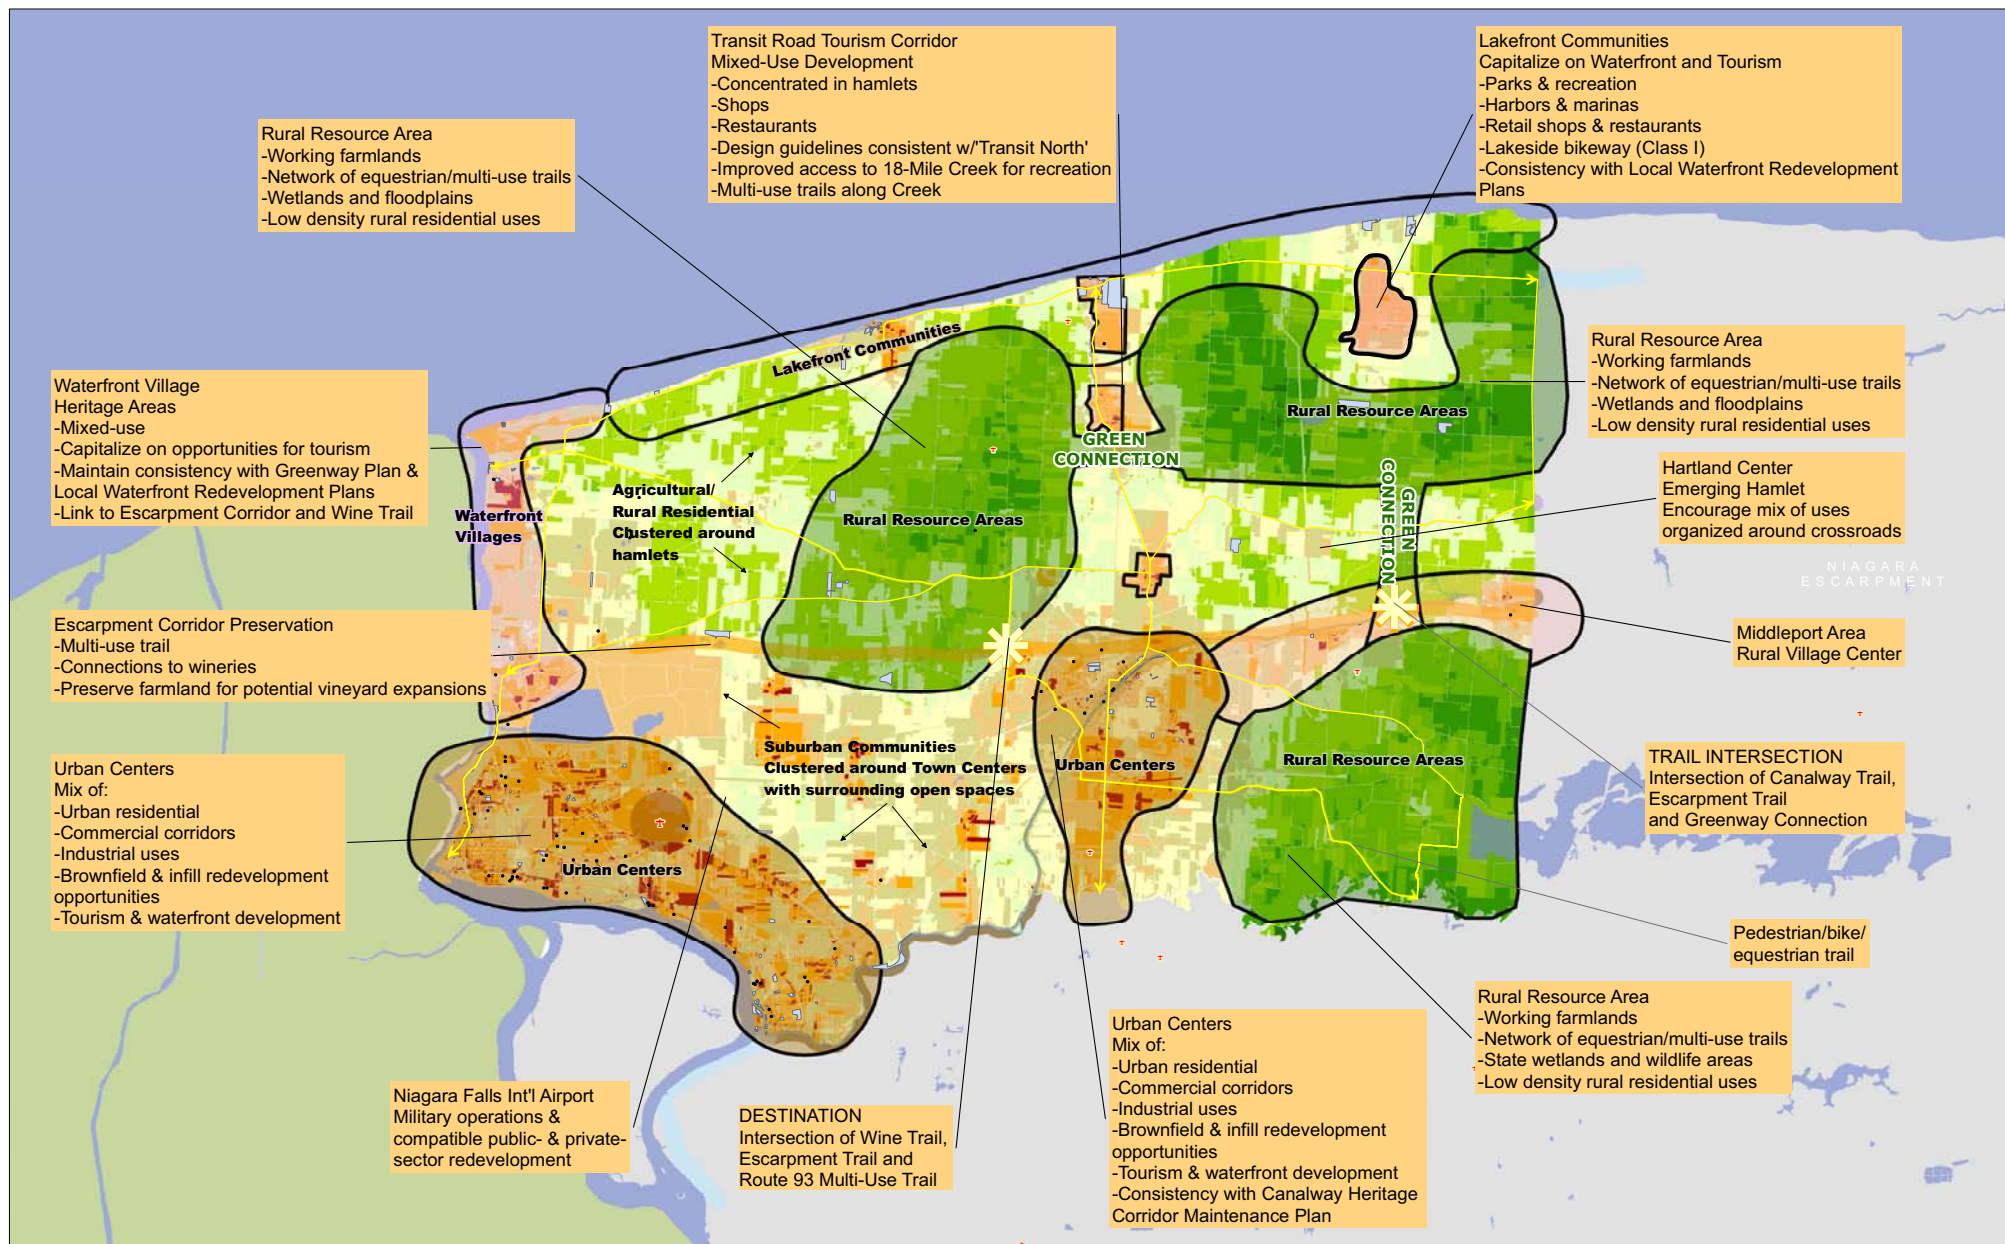 Transit Road Tourism Corridor
Mixed-Use Development
-Concentrated in hamlets
-Shops
-Restaurants
-Design guidelines consistent w/'Transit North'
-Improved access to 18-Mile Creek for recreation
-Multi-use trails along Creek
Lakefront Communities
Capitalize on Waterfront and Tourism
-Parks & recreation
-Harbors & marinas
-Retail shops & restaurants
-Lakeside bikeway (Class I)
-Consistency with Local Waterfront Redevelopment
Plans
Rural Resource Area
-Working farmlands
-Network of equestrian/multi-use trails
-Wetlands and floodplains
-Low density rural residential uses
Lakefront Communities
Rural Resource Area
-Working farmlands
-Network of equestrian/multi-use trails
-Wetlands and floodplains
-Low density rural residential uses
Waterfront Village
Heritage Areas
-Mixed-use
-Capitalize on opportunities for tourism
-Maintain consistency with Greenway Plan &
Local Waterfront Redevelopment Plans
-Link to Escarpment Corridor and Wine Trail
Rural Resource Areas
GREEN
CONNECTION
GREEN
CONNECTION
Hartland Center
Emerging Hamlet
Encourage mix of uses
organized around crossroads
Agricultural/
Rural Residential
Clustered around
hamlets
Waterfront
Villages
Rural Resource Areas
NIAGARA
ESCARPMENT
Escarpment Corridor Preservation
-Multi-use trail
-Connections to wineries
-Preserve farmland for potential vineyard expansions
Middleport Area
Rural Village Center
Suburban Communities
Clustered around Town Centers
with surrounding open spaces
Urban Centers
Rural Resource Areas
TRAIL INTERSECTION
Intersection of Canalway Trail,
Escarpment Trail
and Greenway Connection
Urban Centers
Mix of:
-Urban residential
-Commercial corridors
-Industrial uses
-Brownfield & infill redevelopment
opportunities
-Tourism & waterfront development
Urban Centers
Pedestrian/bike/
equestrian trail
Rural Resource Area
-Working farmlands
-Network of equestrian/multi-use trails
-State wetlands and wildlife areas
-Low density rural residential uses
Niagara Falls Int'l Airport
Military operations &
compatible public- & private-
sector redevelopment
DESTINATION
Intersection of Wine Trail,
Escarpment Trail and
Route 93 Multi-Use Trail
Urban Centers
Mix of:
-Urban residential
-Commercial corridors
-Industrial uses
-Brownfield & infill redevelopment
opportunities
-Tourism & waterfront development
-Consistency with Canalway Heritage
Corridor Maintenance Plan